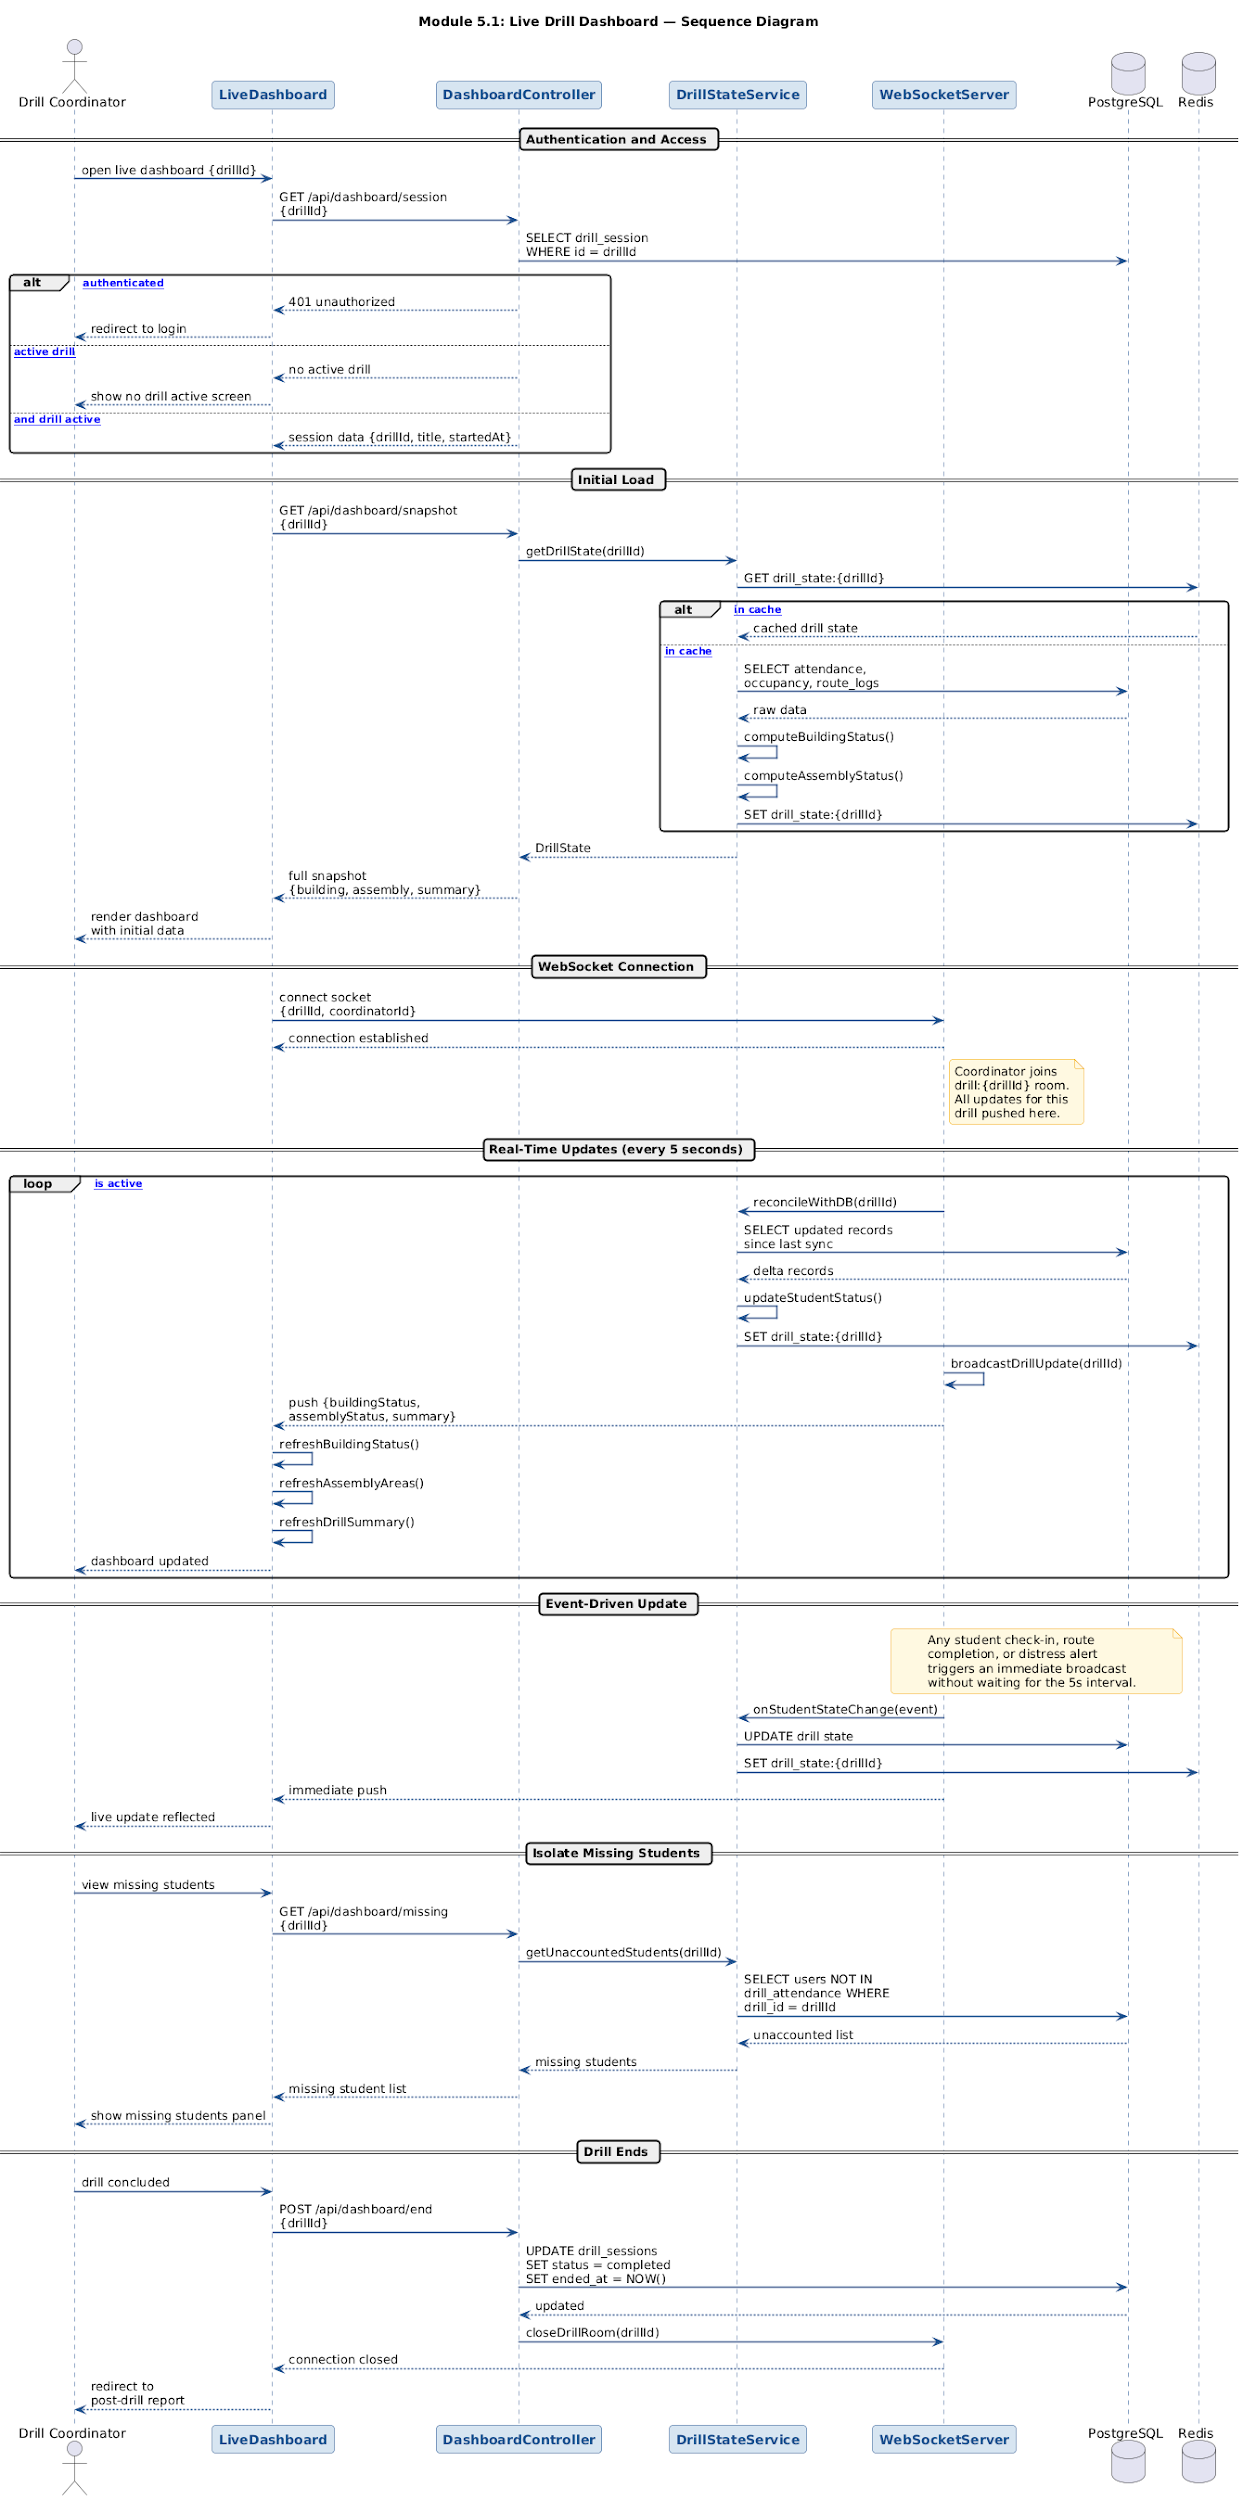 Module 5.1: Live Drill Dashboard — Sequence Diagram
Drill Coordinator
LiveDashboard
DashboardController
DrillStateService
WebSocketServer
PostgreSQL
Redis
Authentication and Access
open live dashboard {drillId}
GET /api/dashboard/session
{drillId}
SELECT drill_session
WHERE id = drillId
alt
authenticated
401 unauthorized
redirect to login
active drill
no active drill
show no drill active screen
and drill active
session data {drillId, title, startedAt}
Initial Load
GET /api/dashboard/snapshot
{drillId}
getDrillState(drillId)
GET drill_state:{drillId}
alt
in cache
cached drill state
in cache
SELECT attendance,
occupancy, route_logs
raw data
computeBuildingStatus()
computeAssemblyStatus()
SET drill_state:{drillId}
DrillState
full snapshot
{building, assembly, summary}
render dashboard
with initial data
WebSocket Connection
connect socket
{drillId, coordinatorId}
connection established
Coordinator joins
drill:{drillId} room.
All updates for this
drill pushed here.
Real-Time Updates (every 5 seconds)
loop
is active
reconcileWithDB(drillId)
SELECT updated records
since last sync
delta records
updateStudentStatus()
SET drill_state:{drillId}
broadcastDrillUpdate(drillId)
push {buildingStatus,
assemblyStatus, summary}
refreshBuildingStatus()
refreshAssemblyAreas()
refreshDrillSummary()
dashboard updated
Event-Driven Update
Any student check-in, route
completion, or distress alert
triggers an immediate broadcast
without waiting for the 5s interval.
onStudentStateChange(event)
UPDATE drill state
SET drill_state:{drillId}
immediate push
live update reflected
Isolate Missing Students
view missing students
GET /api/dashboard/missing
{drillId}
getUnaccountedStudents(drillId)
SELECT users NOT IN
drill_attendance WHERE
drill_id = drillId
unaccounted list
missing students
missing student list
show missing students panel
Drill Ends
drill concluded
POST /api/dashboard/end
{drillId}
UPDATE drill_sessions
SET status = completed
SET ended_at = NOW()
updated
closeDrillRoom(drillId)
connection closed
redirect to
post-drill report
Drill Coordinator
LiveDashboard
DashboardController
DrillStateService
WebSocketServer
PostgreSQL
Redis